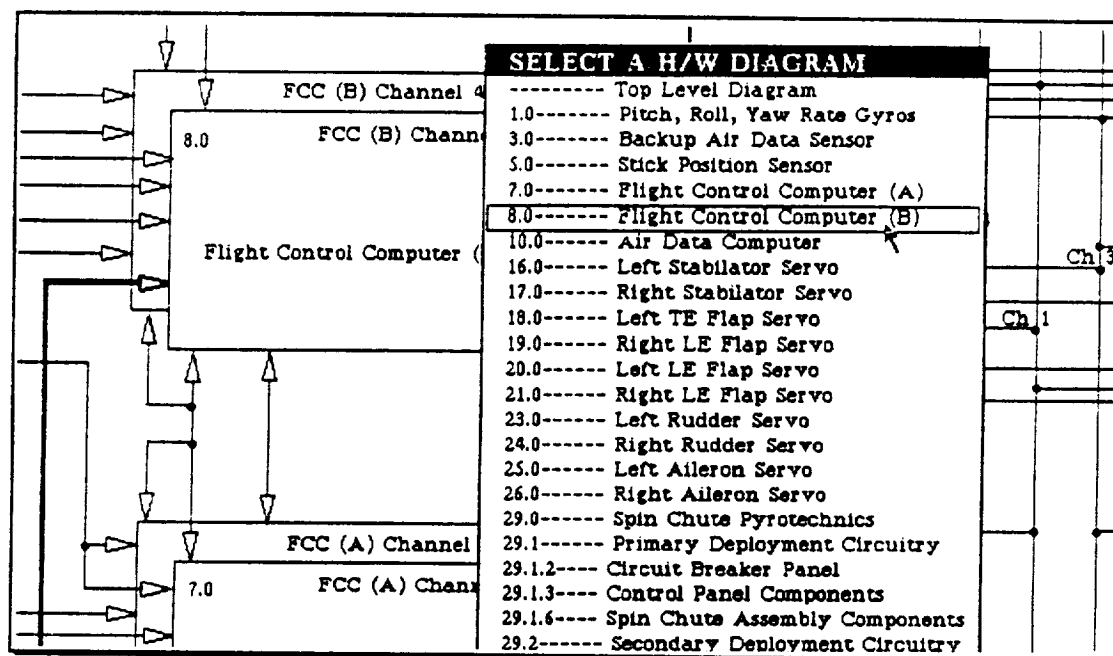 FCC (B) Channel 4
8.0
FCC (B) Chann
Flight Control Computer (
FCC (A) Channel
7.0
FCC (A) Chann
SELECT A H/W DIAGRAM
--------- Top Level Diagram
1.0------- Pitch, Roll, Yaw Rate Gyros
3.0------- Backup Air Data Sensor
5.0------- Stick Position Sensor
7.0------- Flight Control Computer (A)
8.0------- Flight Control Computer (B)
10.0------ Air Data Computer
16.0------ Left Stabilator Servo
17.0------ Right Stabilator Servo
18.0------ Left TE Flap Servo
19.0------ Right LE Flap Servo
20.0------ Left LE Flap Servo
21.0------ Right LE Flap Servo
23.0------ Left Rudder Servo
24.0------ Right Rudder Servo
25.0------ Left Aileron Servo
26.0------ Right Aileron Servo
29.0------ Spin Chute Pyrotechnics
29.1------ Primary Deployment Circuitry
29.1.2---- Circuit Breaker Panel
29.1.3---- Control Panel Components
29.1.6---- Spin Chute Assembly Components
29.2------ Secondary Deployment Circuitry
Ch 3
Ch 1